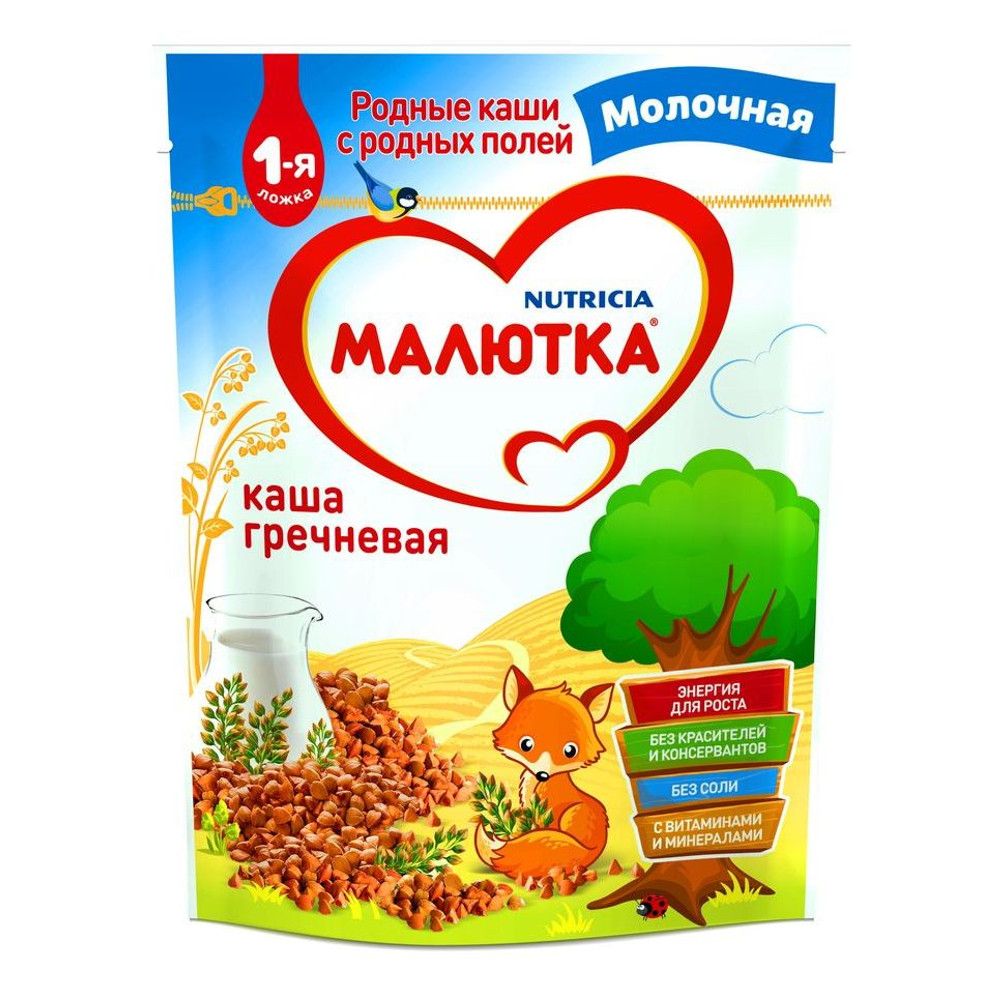 1-я
ложка
Родные каши
с родных полей
Молочная
NUTRICIA
МАЛЮТКА®
каша
гречневая
ЭНЕРГИЯ
ДЛЯ РОСТА
БЕЗ КРАСИТЕЛЕЙ
И КОНСЕРВАНТОВ
БЕЗ СОЛИ
С ВИТАМИНАМИ
И МИНЕРАЛАМИ